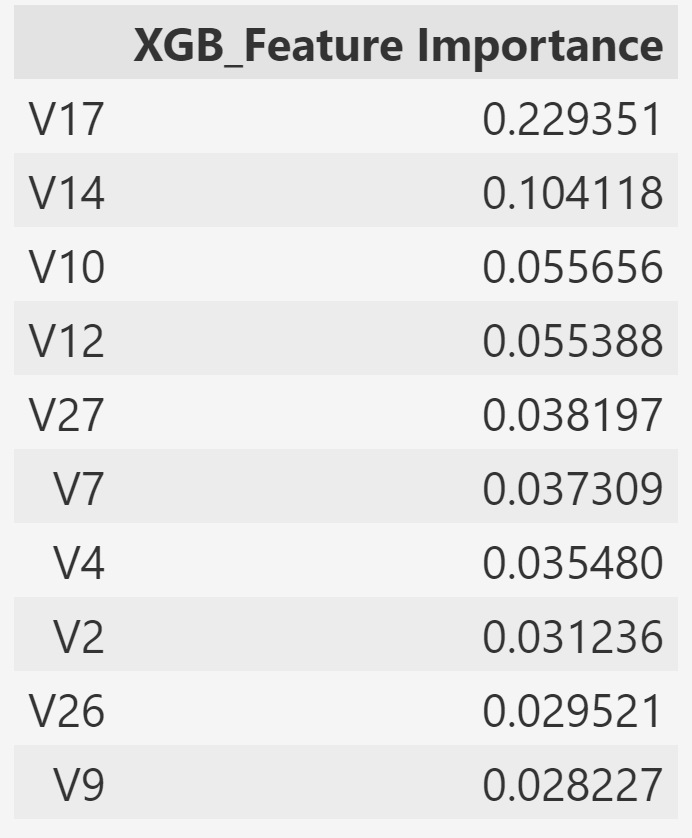 XGB_Feature Importance
V17 0.229351
V14 0.104118
V10 0.055656
V12 0.055388
V27 0.038197
V7 0.037309
V4 0.035480
V2 0.031236
V26 0.029521
V9 0.028227